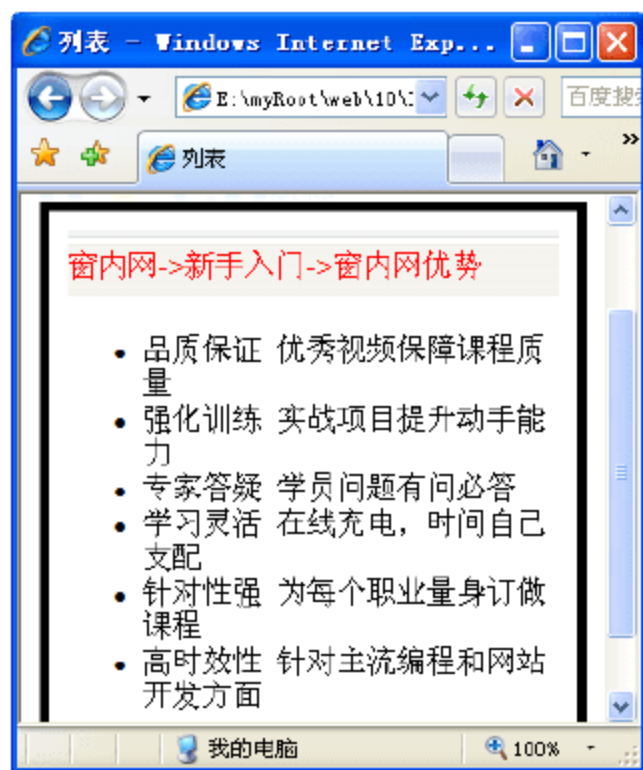 列表 - Windows Internet Exp...
E:\myRoot\web\10\
百度搜
列表
»
窗内网->新手入门->窗内网优势
• 品质保证 优秀视频保障课程质
量
• 强化训练 实战项目提升动手能
力
• 专家答疑 学员问题有问必答
• 学习灵活 在线充电，时间自己
支配
• 针对性强 为每个职业量身订做
课程
• 高时效性 针对主流编程和网站
开发方面
我的电脑
100%